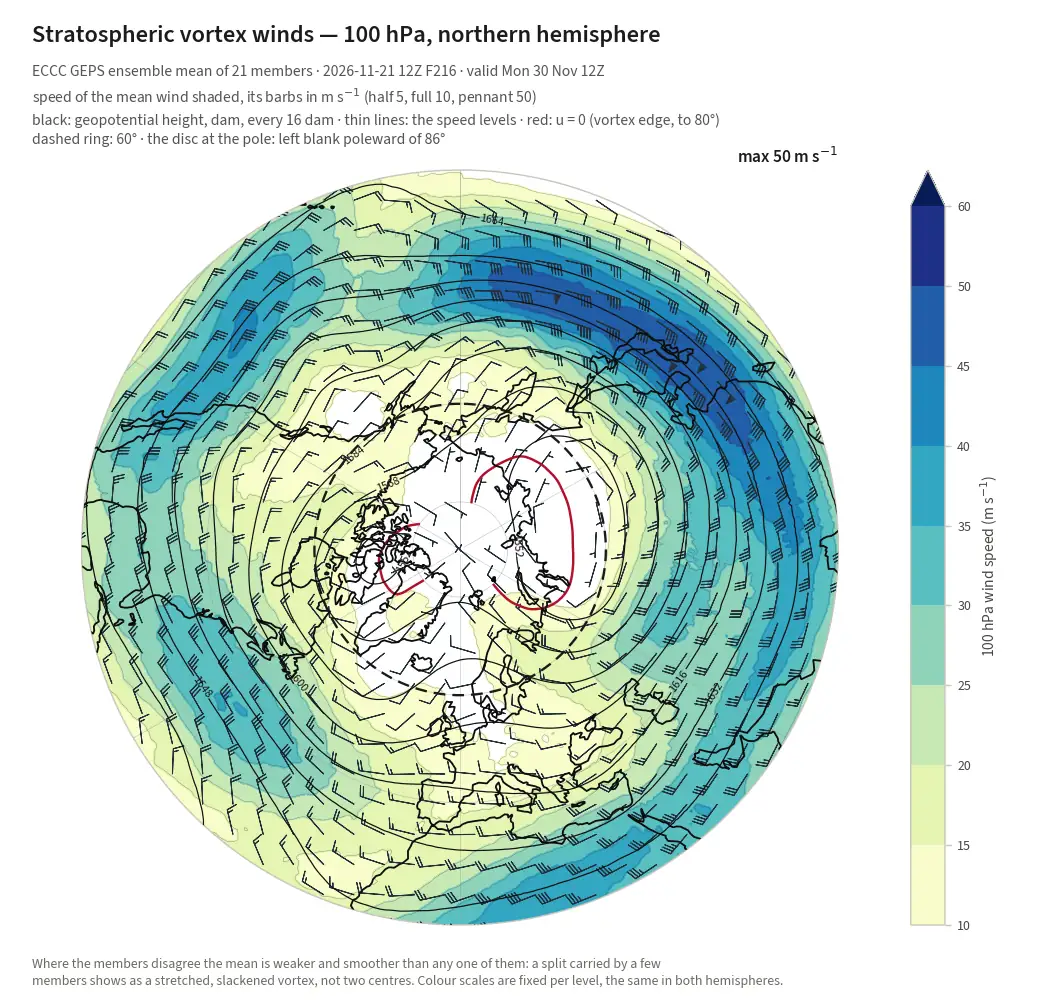 Stratospheric vortex winds — 100 hPa, northern hemisphere
ECCC GEPS ensemble mean of 21 members · 2026-11-21 12Z F216 · valid Mon 30 Nov 12Z
speed of the mean wind shaded, its barbs in m s⁻¹ (half 5, full 10, pennant 50)
black: geopotential height, dam, every 16 dam · thin lines: the speed levels · red: u = 0 (vortex edge, to 80°)
dashed ring: 60° · the disc at the pole: left blank poleward of 86°
max 50 m s⁻¹
60
50
45
40
35
30
25
20
15
10
100 hPa wind speed (m s⁻¹)
1584
1568
1616
1632
1648
1600
Where the members disagree the mean is weaker and smoother than any one of them: a split carried by a few
members shows as a stretched, slackened vortex, not two centres. Colour scales are fixed per level, the same in both hemispheres.